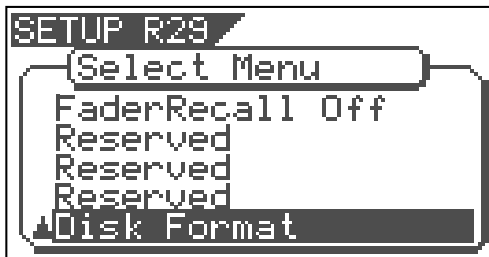 SETUP R29
Select Menu
FaderRecall Off
Reserved
Reserved
Reserved
Disk Format